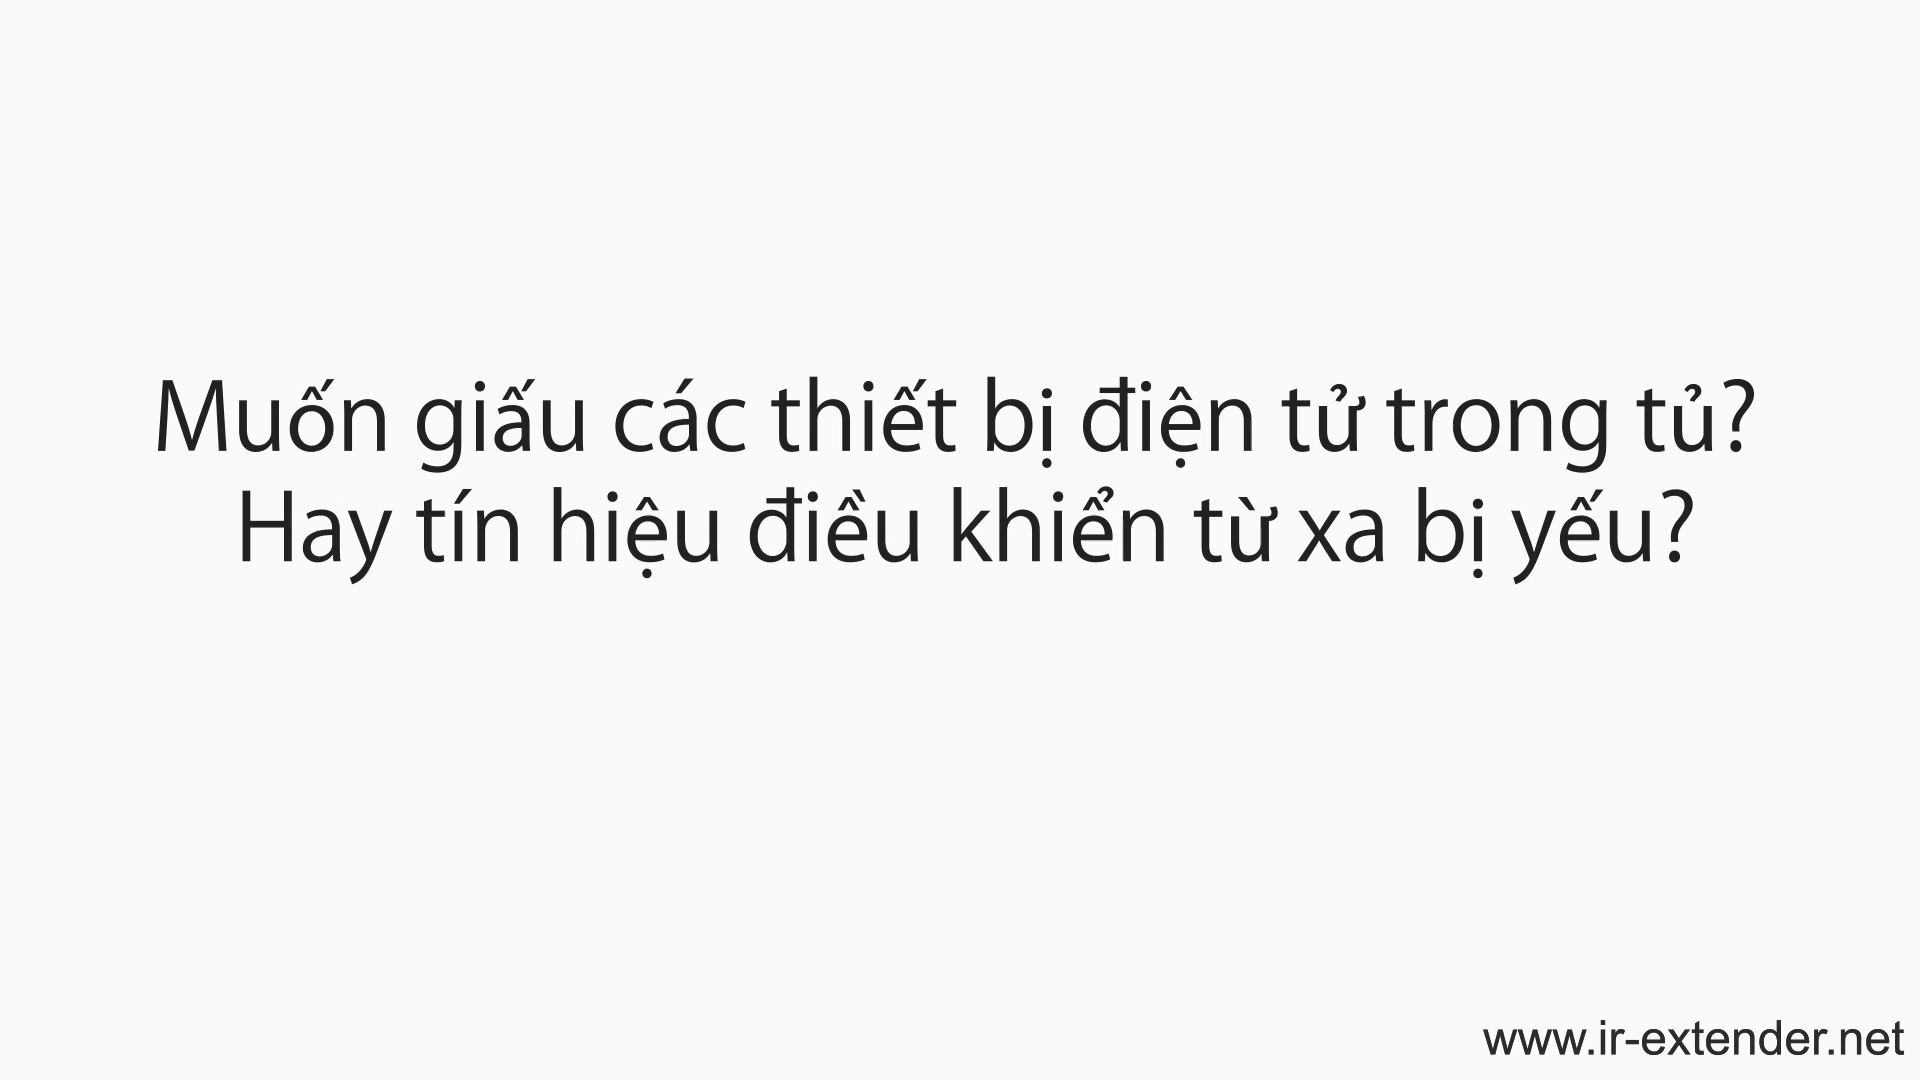 Muốn giấu các thiết bị điện tử trong tủ?
Hay tín hiệu điều khiển từ xa bị yếu?
www.ir-extender.net